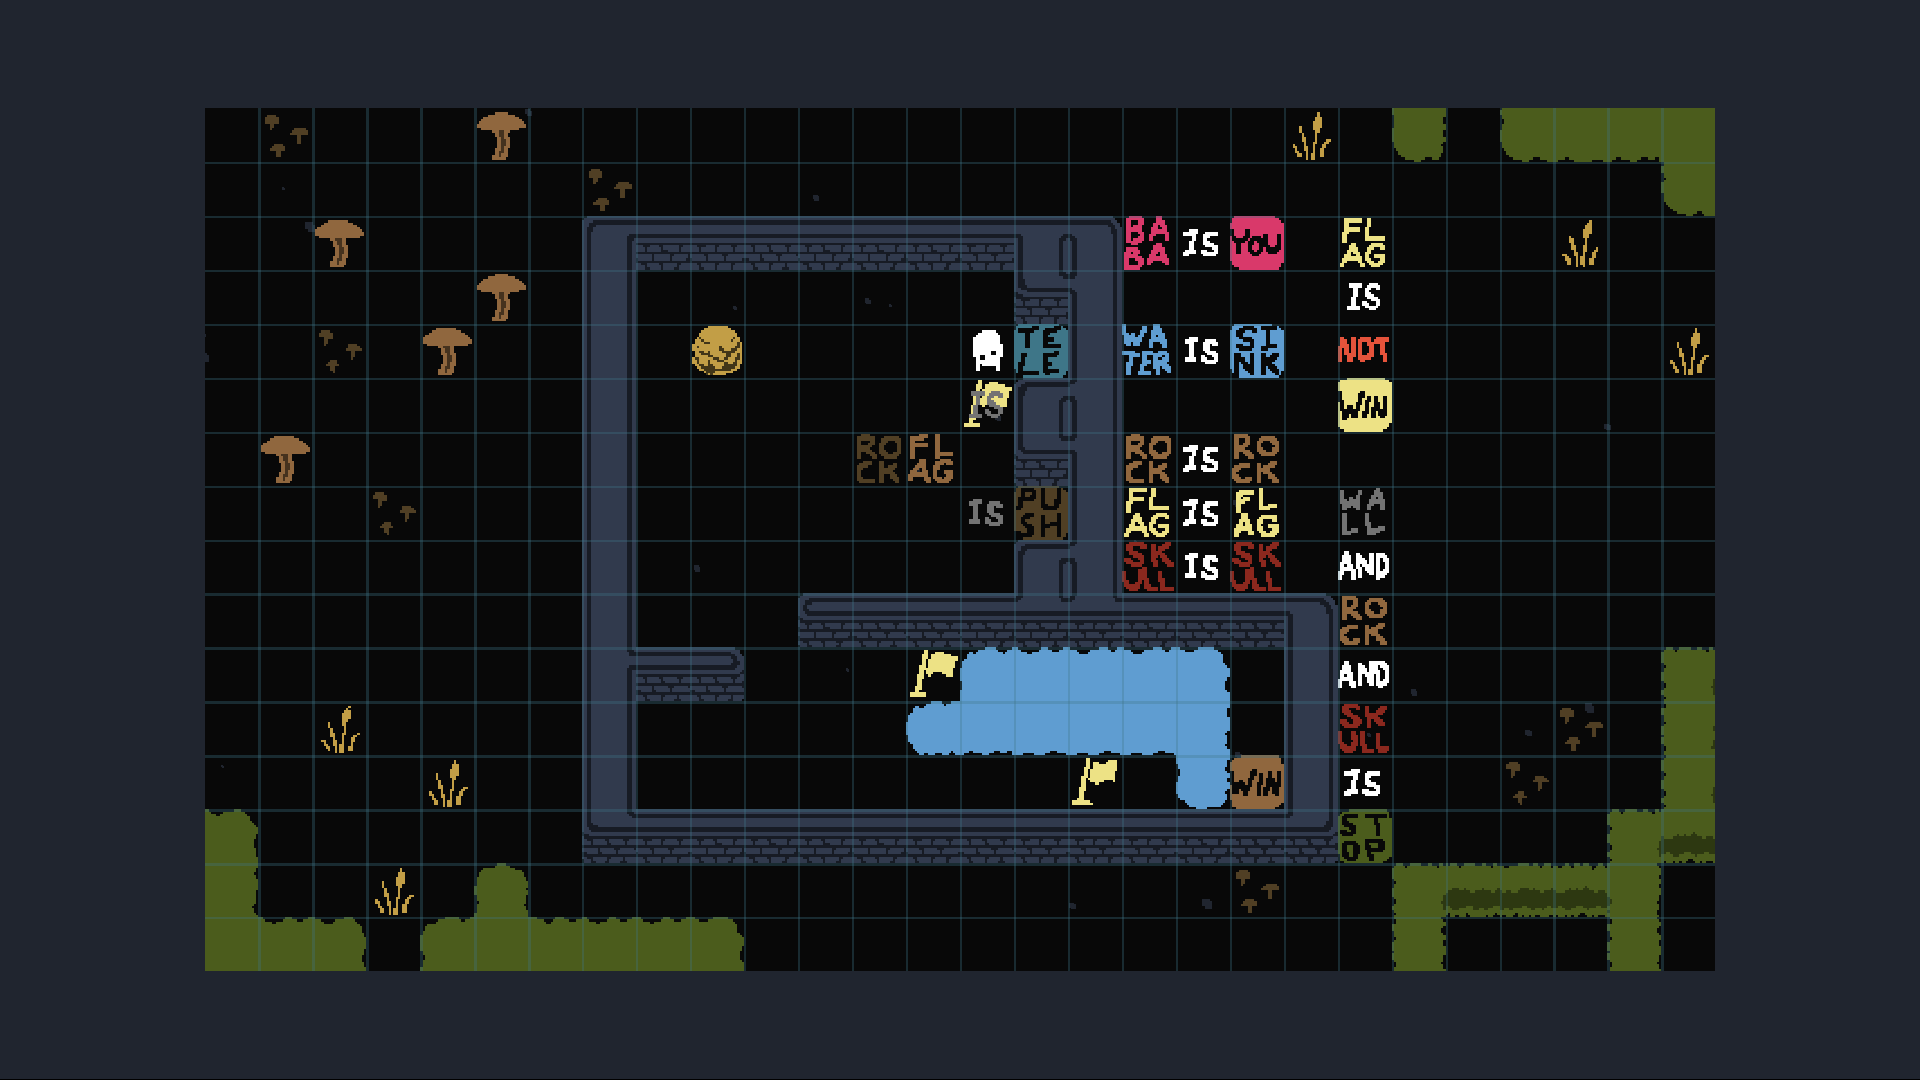 BABA IS YOU FLAG
IS
TELE WATER IS SINK NOT
IS WIN
ROCK FLAG ROCK IS ROCK
IS PUSH FLAG IS FLAG WALL
SKULL IS SKULL AND
ROCK
AND
SKULL
WIN IS
STOP